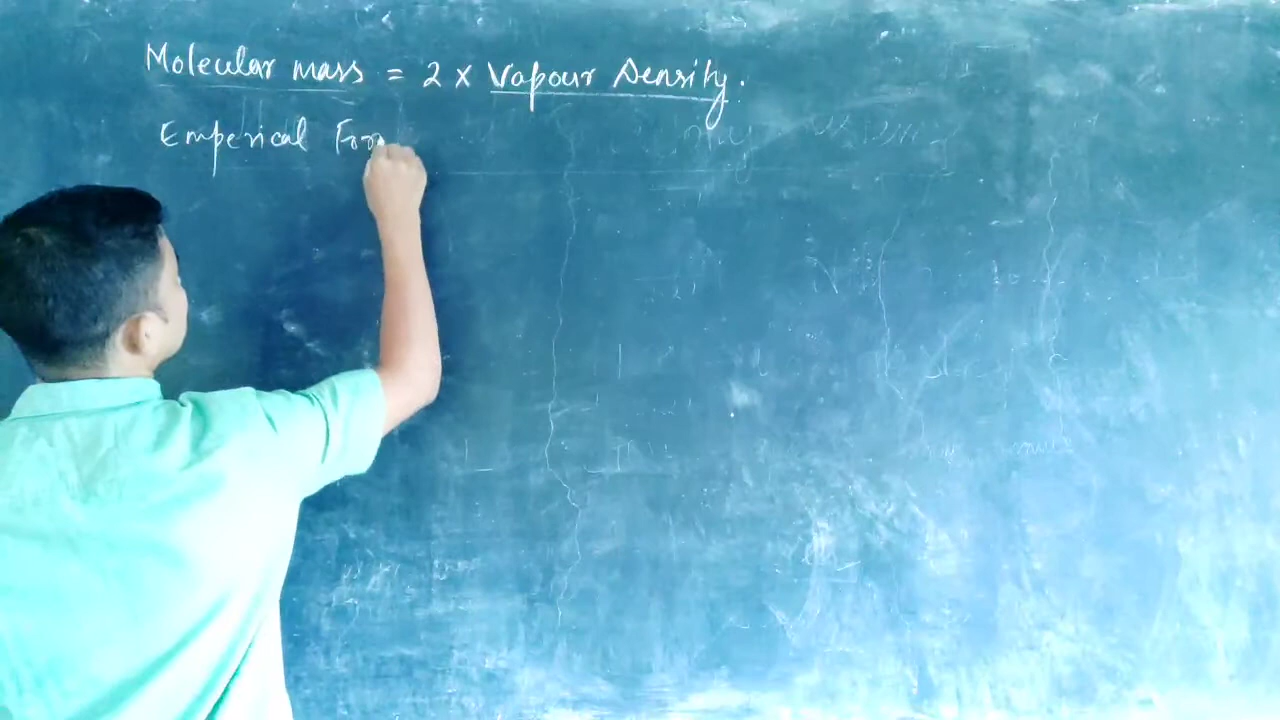 Molecular mass = 2 x Vapour Density.
Emperical For